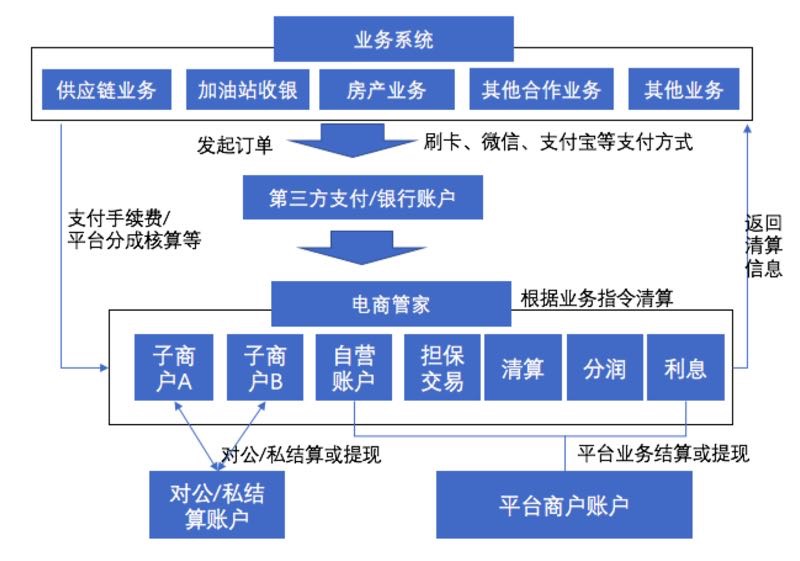 业务系统
供应链业务
加油站收银
房产业务
其他合作业务
其他业务
发起订单
刷卡、微信、支付宝等支付方式
第三方支付/银行账户
支付手续费/
平台分成核算等
返回
清算
信息
电商管家
根据业务指令清算
子商
户A
子商
户B
自营
账户
担保
交易
清算
分润
利息
对公/私结算或提现
平台业务结算或提现
对公/私结
算账户
平台商户账户